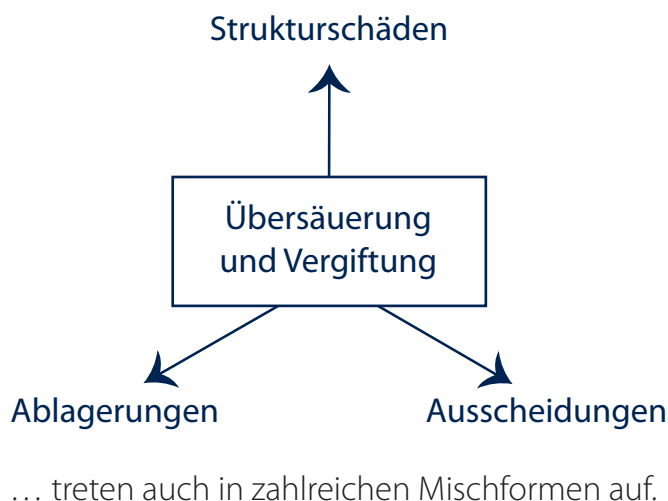 Strukturschäden
Übersäuerung
und Vergiftung
Ablagerungen
Ausscheidungen
… treten auch in zahlreichen Mischformen auf.